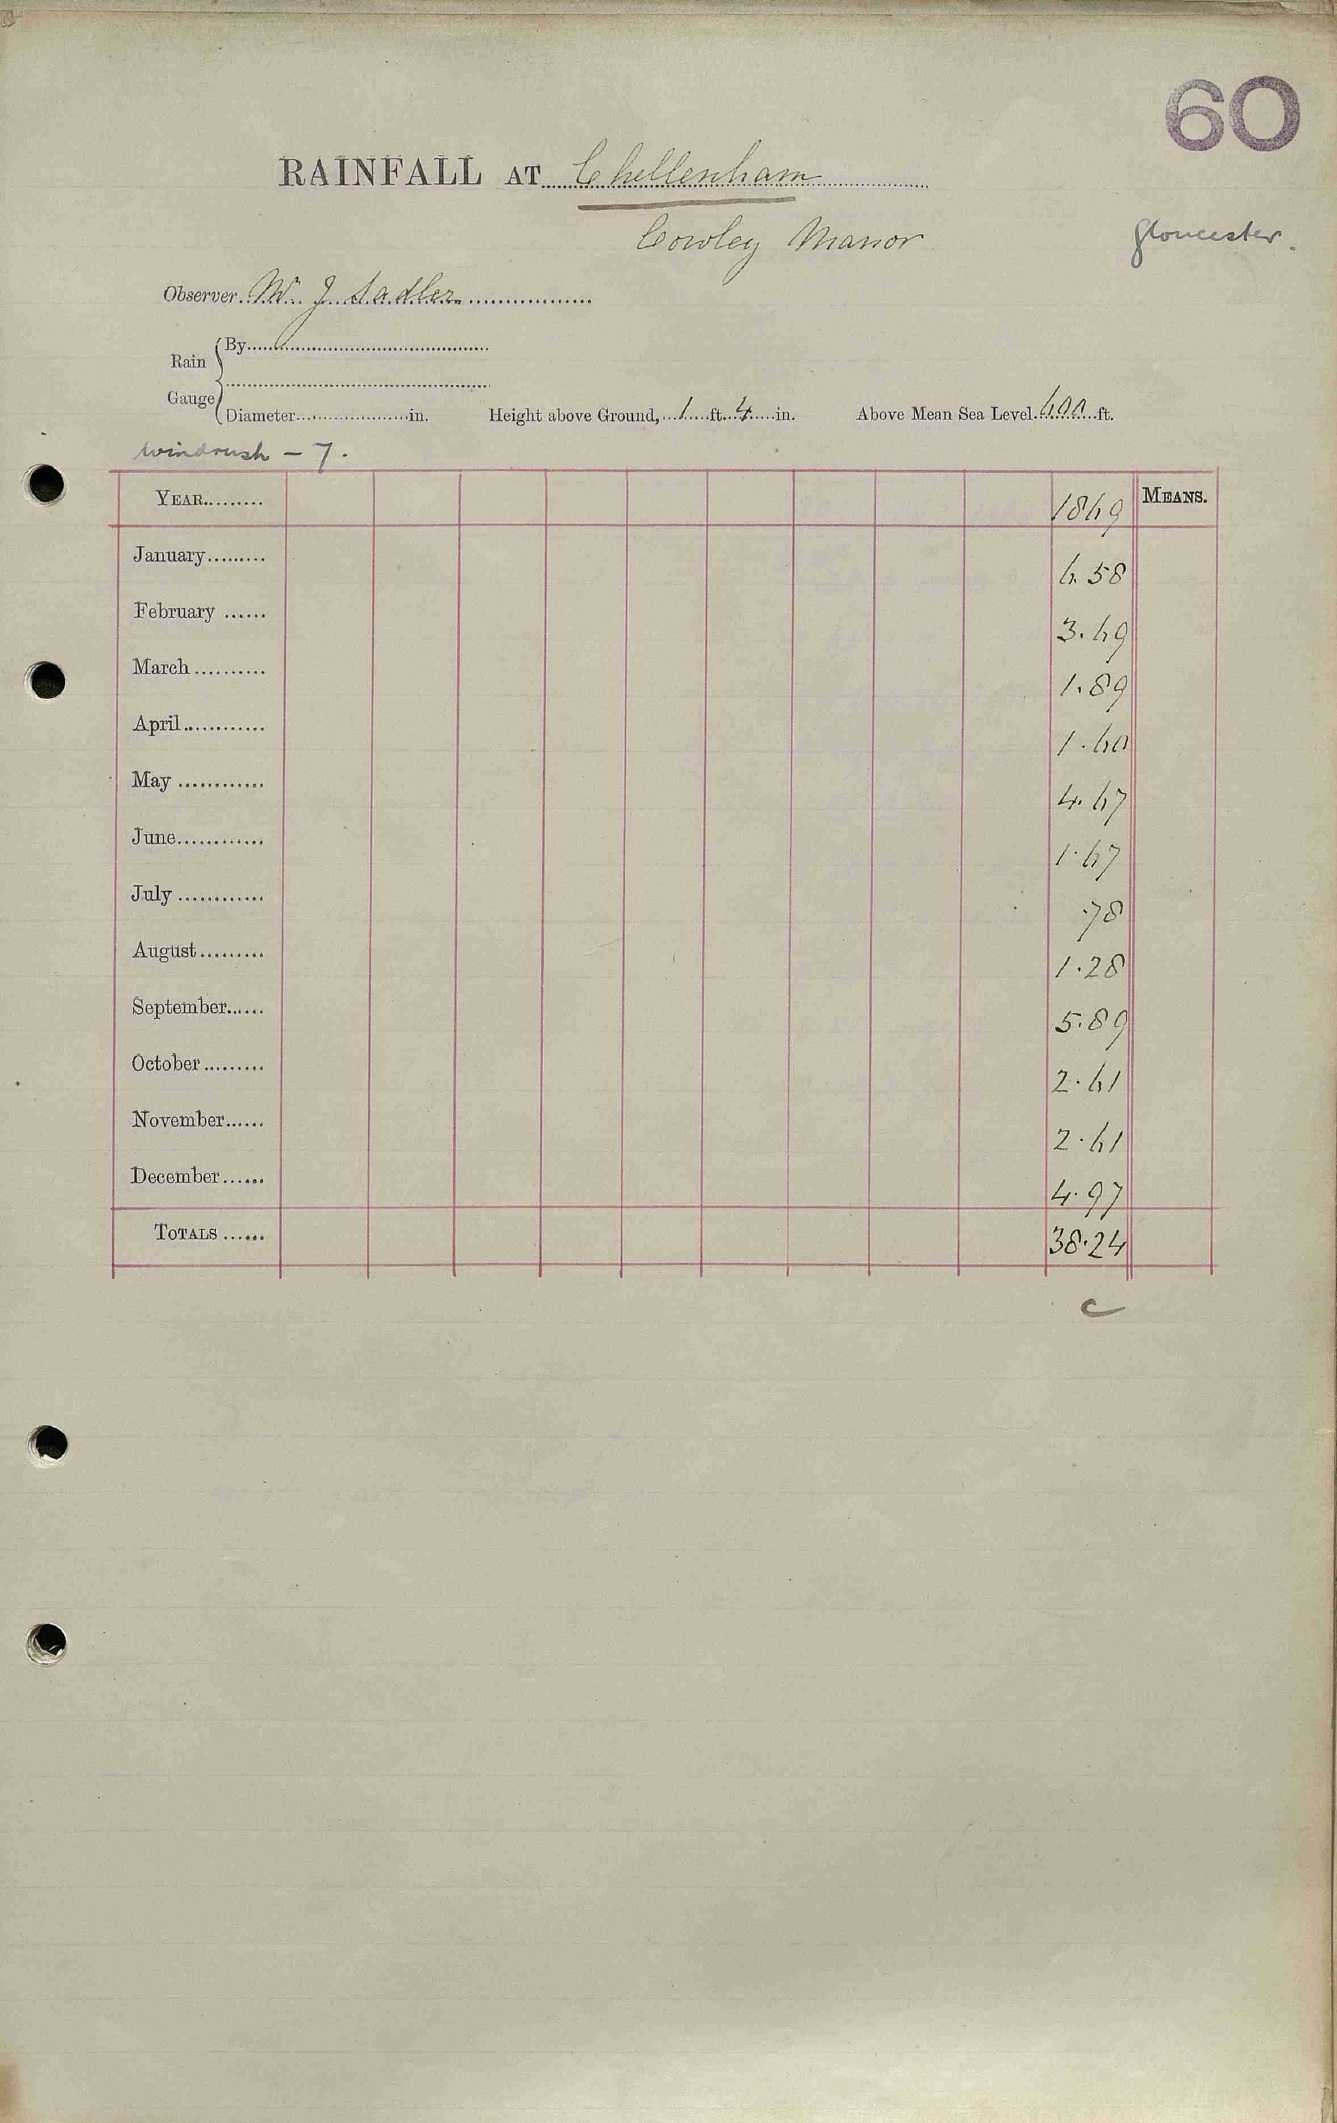 60
RAINFALL AT Cheltenham
Cowley Manor
Gloucester.
Observer W. J Sadler
Rain Gauge
By
Diameter in. Height above Ground, 1 ft. 4 in. Above Mean Sea Level 600 ft.
Windrush - 7.
YEAR 1869 MEANS.
January 6.58
February 3.69
March 1.89
April 1.60
May 4.67
June 1.67
July .78
August 1.28
September 5.89
October 2.61
November 2.61
December 4.97
TOTALS 38.24
C